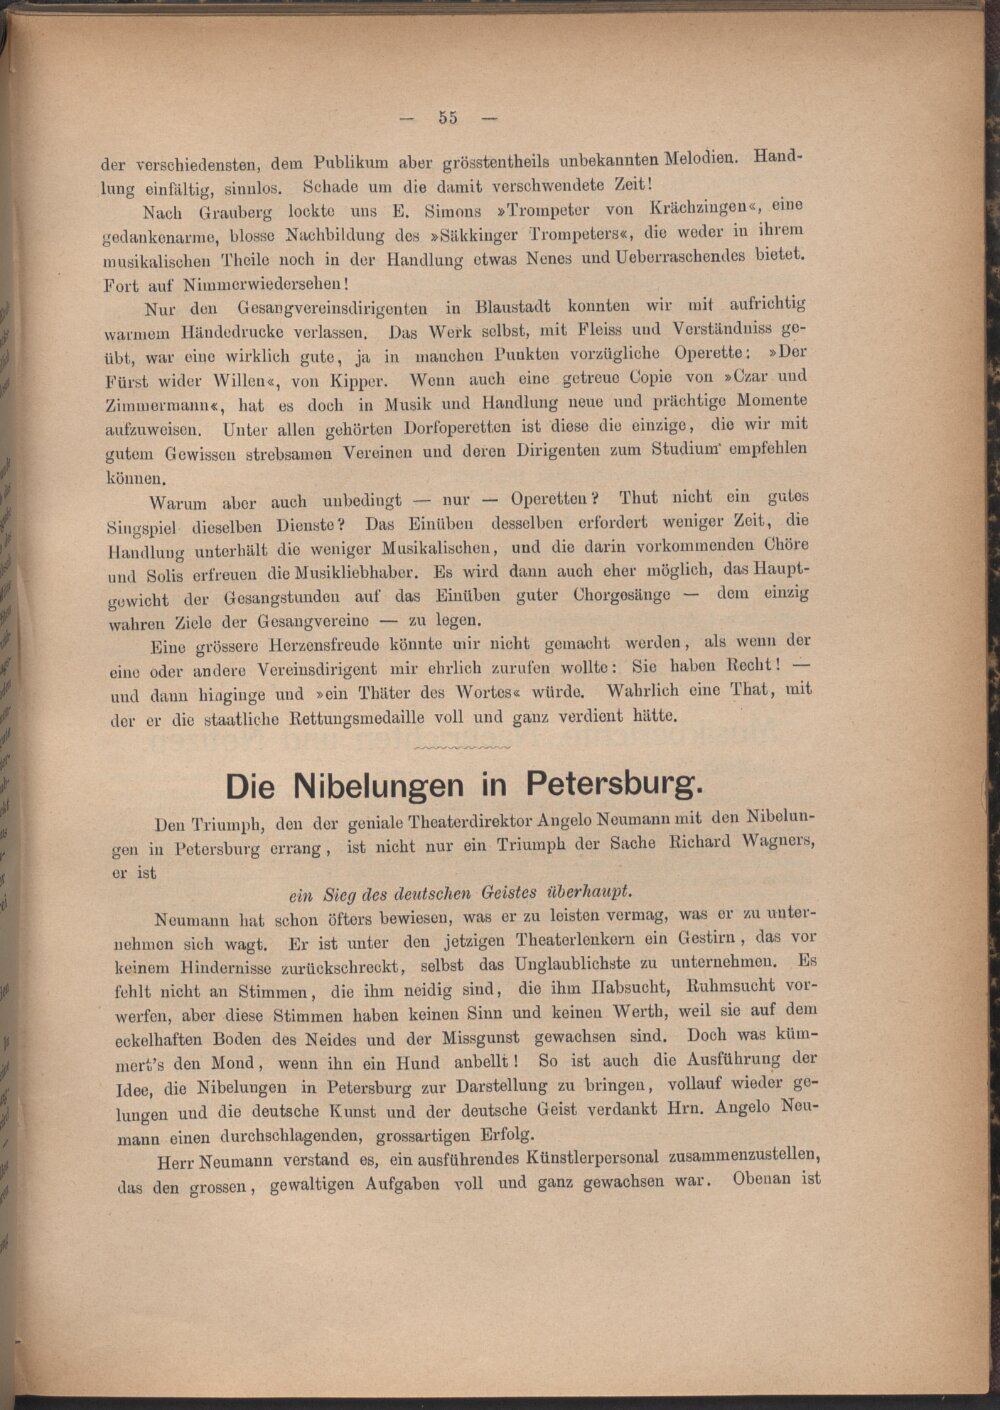 — 55 —
der verschiedensten, dem Publikum aber grösstentheils unbekannten Melodien. Hand-
lung einfältig, sinnlos. Schade um die damit verschwendete Zeit!
Nach Grauberg lockte uns E. Simons »Trompeter von Krächzingen«, eine
gedankenarme, blosse Nachbildung des »Säkkinger Trompeters«, die weder in ihrem
musikalischen Theile noch in der Handlung etwas Neues und Ueberraschendes bietet.
Fort auf Nimmerwiedersehen!
Nur den Gesangvereinsdirigenten in Blaustadt konnten wir mit aufrichtig
warmem Händedrucke verlassen. Das Werk selbst, mit Fleiss und Verständniss ge-
übt, war eine wirklich gute, ja in manchen Punkten vorzügliche Operette: »Der
Fürst wider Willen«, von Kipper. Wenn auch eine getreue Copie von »Czar und
Zimmermann«, hat es doch in Musik und Handlung neue und prächtige Momente
aufzuweisen. Unter allen gehörten Dorfoperetten ist diese die einzige, die wir mit
gutem Gewissen strebsamen Vereinen und deren Dirigenten zum Studium empfehlen
können.
Warum aber auch unbedingt — nur — Operetten? Thut nicht ein gutes
Singspiel dieselben Dienste? Das Einüben desselben erfordert weniger Zeit, die
Handlung unterhält die weniger Musikalischen, und die darin vorkommenden Chöre
und Solis erfreuen die Musikliebhaber. Es wird dann auch eher möglich, das Haupt-
gewicht der Gesangstunden auf das Einüben guter Chorgesänge — dem einzig
wahren Ziele der Gesangvereine — zu legen.
Eine grössere Herzensfreude könnte mir nicht gemacht werden, als wenn der
eine oder andere Vereinsdirigent mir ehrlich zurufen wollte: Sie haben Recht! —
und dann hinginge und »ein Thäter des Wortes« würde. Wahrlich eine That, mit
der er die staatliche Rettungsmedaille voll und ganz verdient hätte.
Die Nibelungen in Petersburg.
Den Triumph, den der geniale Theaterdirektor Angelo Neumann mit den Nibelun-
gen in Petersburg errang, ist nicht nur ein Triumph der Sache Richard Wagners,
er ist
ein Sieg des deutschen Geistes überhaupt.
Neumann hat schon öfters bewiesen, was er zu leisten vermag, was er zu unter-
nehmen sich wagt. Er ist unter den jetzigen Theaterlenkern ein Gestirn, das vor
keinem Hindernisse zurückschreckt, selbst das Unglaublichste zu unternehmen. Es
fehlt nicht an Stimmen, die ihm neidig sind, die ihm Habsucht, Ruhmsucht vor-
werfen, aber diese Stimmen haben keinen Sinn und keinen Werth, weil sie auf dem
eckelhaften Boden des Neides und der Missgunst gewachsen sind. Doch was küm-
mert's den Mond, wenn ihn ein Hund anbellt! So ist auch die Ausführung der
Idee, die Nibelungen in Petersburg zur Darstellung zu bringen, vollauf wieder ge-
lungen und die deutsche Kunst und der deutsche Geist verdankt Hrn. Angelo Neu-
mann einen durchschlagenden, grossartigen Erfolg.
Herr Neumann verstand es, ein ausführendes Künstlerpersonal zusammenzustellen,
das den grossen, gewaltigen Aufgaben voll und ganz gewachsen war. Obenan ist